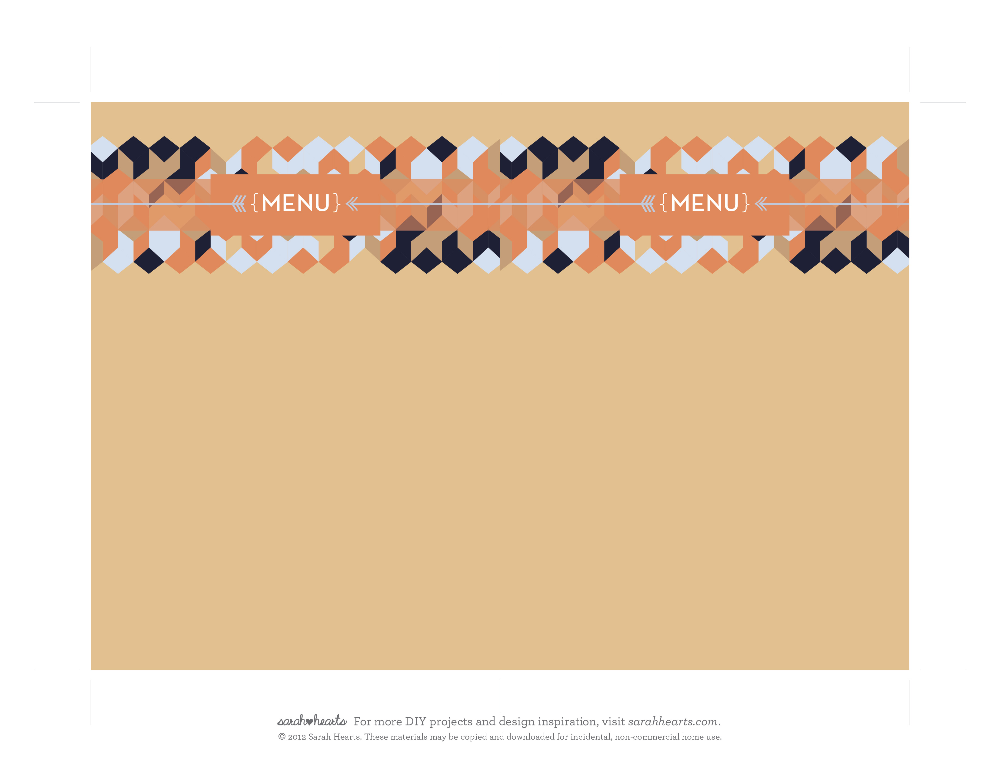 {MENU} {MENU}
sarah hearts For more DIY projects and design inspiration, visit sarahhearts.com.
© 2012 Sarah Hearts. These materials may be copied and downloaded for incidental, non-commercial home use.